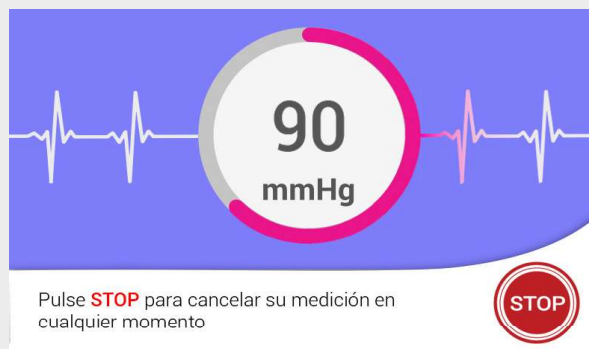 90
mmHg
Pulse STOP para cancelar su medición en
cualquier momento
STOP